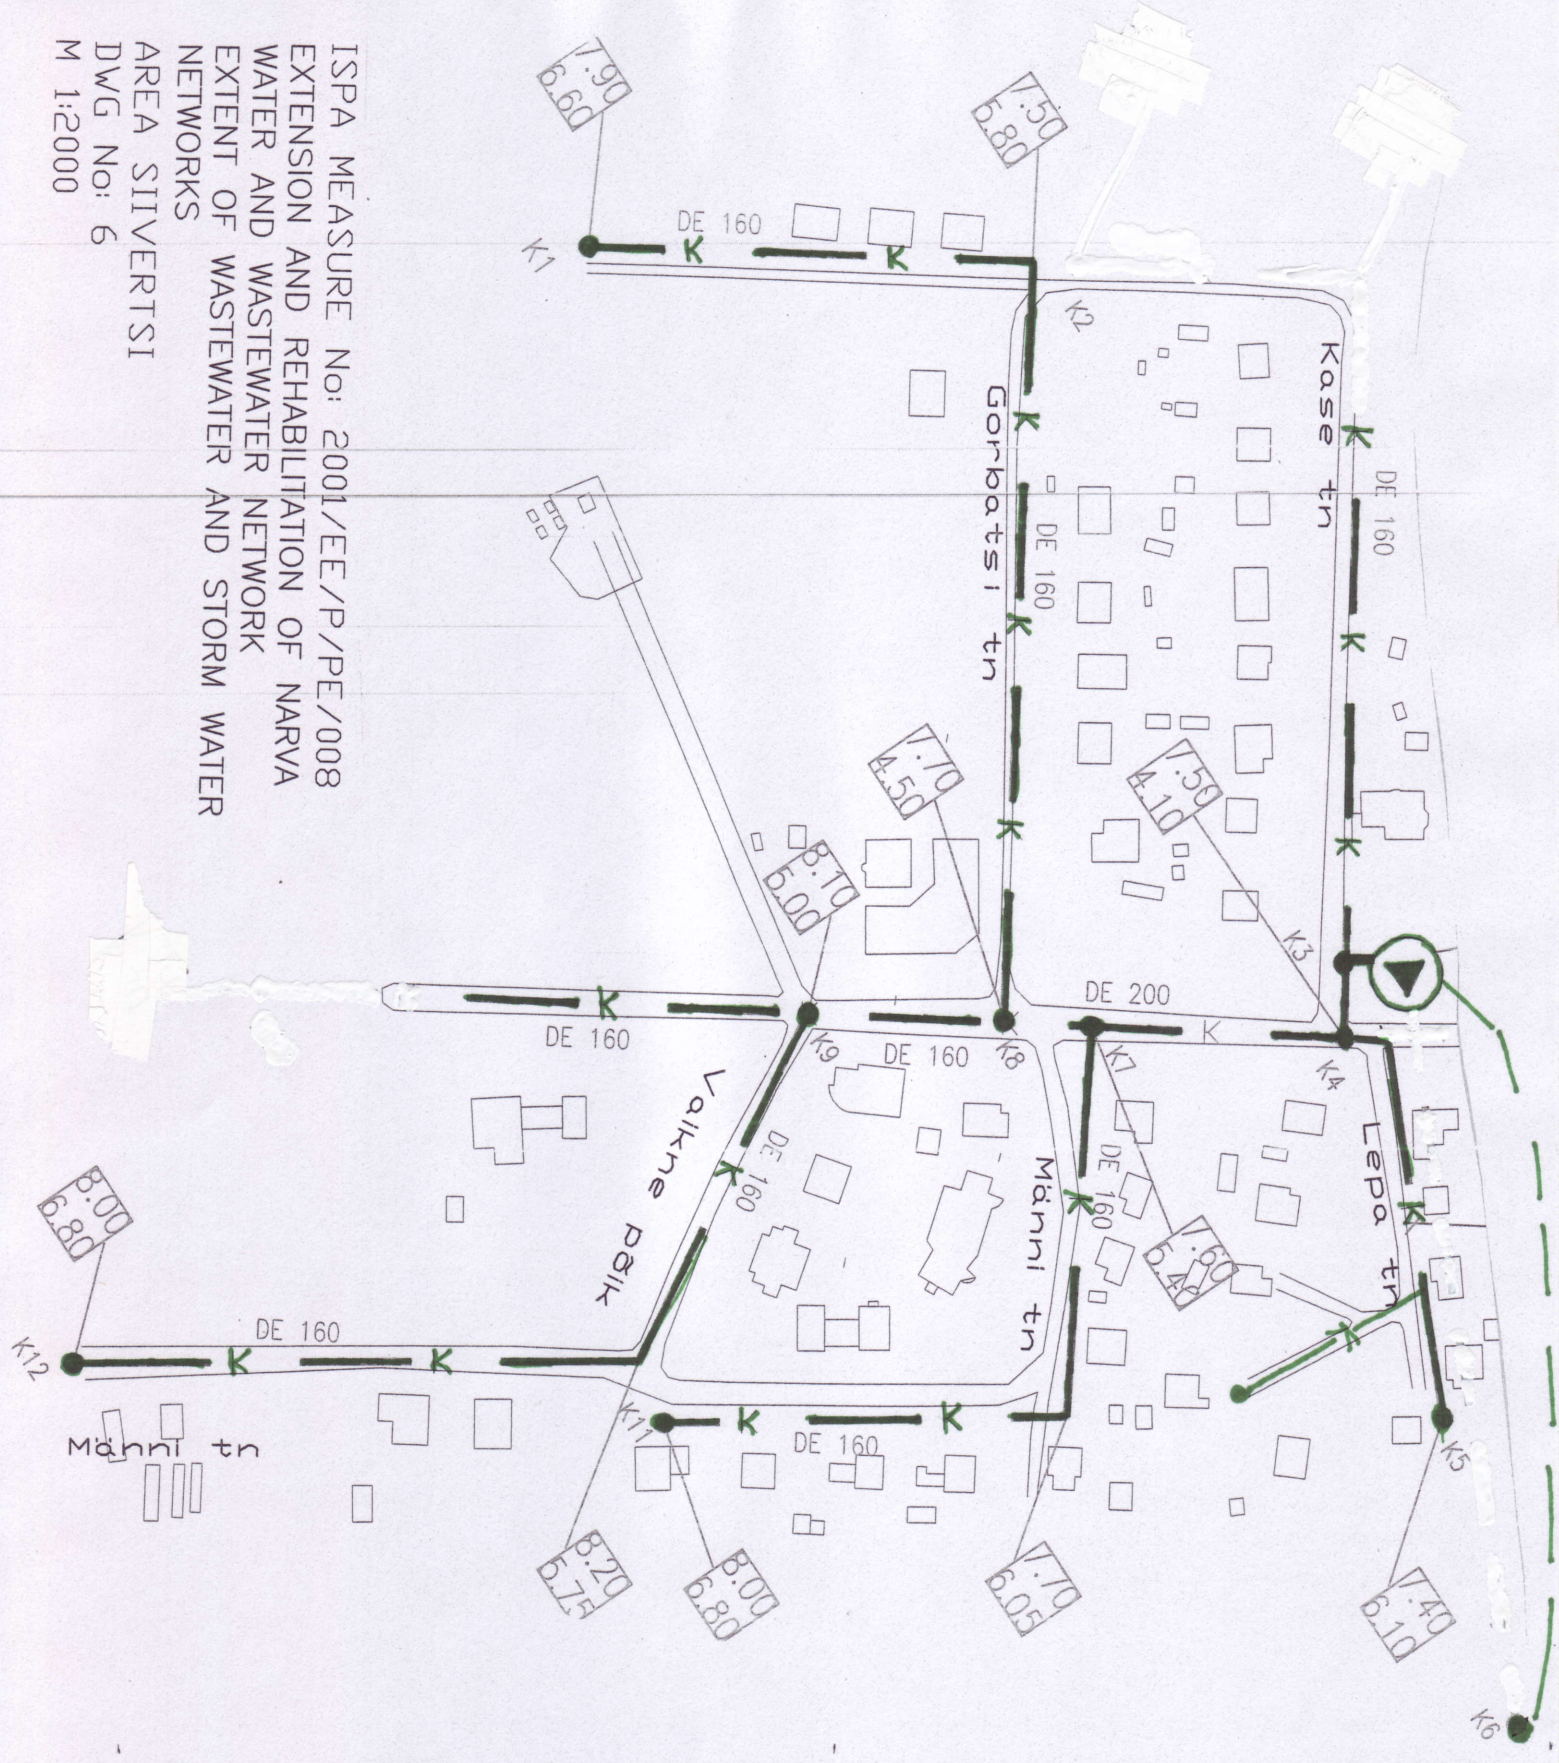 ISPA MEASURE No: 2001/EE/P/P/PE/008
EXTENSION AND REHABILITATION OF NARVA
WATER AND WASTEWATER NETWORK
EXTENT OF WASTEWATER AND STORM WATER
NETWORKS
AREA SIIVERTSI
DWG No: 6
M 1:2000
7.90
6.60
7.50
5.80
K1
DE 160
K
K
K2
Kase tn
K
DE 160
K
K
Gorbatsi tn
K
DE 160
K
K
7.70
4.50
7.50
4.10
8.10
5.00
K3
DE 200
K
K4
K7
K8
DE 160
K9
K
DE 160
Vaikne põik
DE 160
K
Männi tn
DE 160
K
Lepa tn
K
K
7.60
5.40
8.00
6.80
K12
DE 160
K
K
Männi tn
K11
K
K
DE 160
K5
8.20
5.75
8.00
6.80
7.70
6.05
7.40
6.10
K6